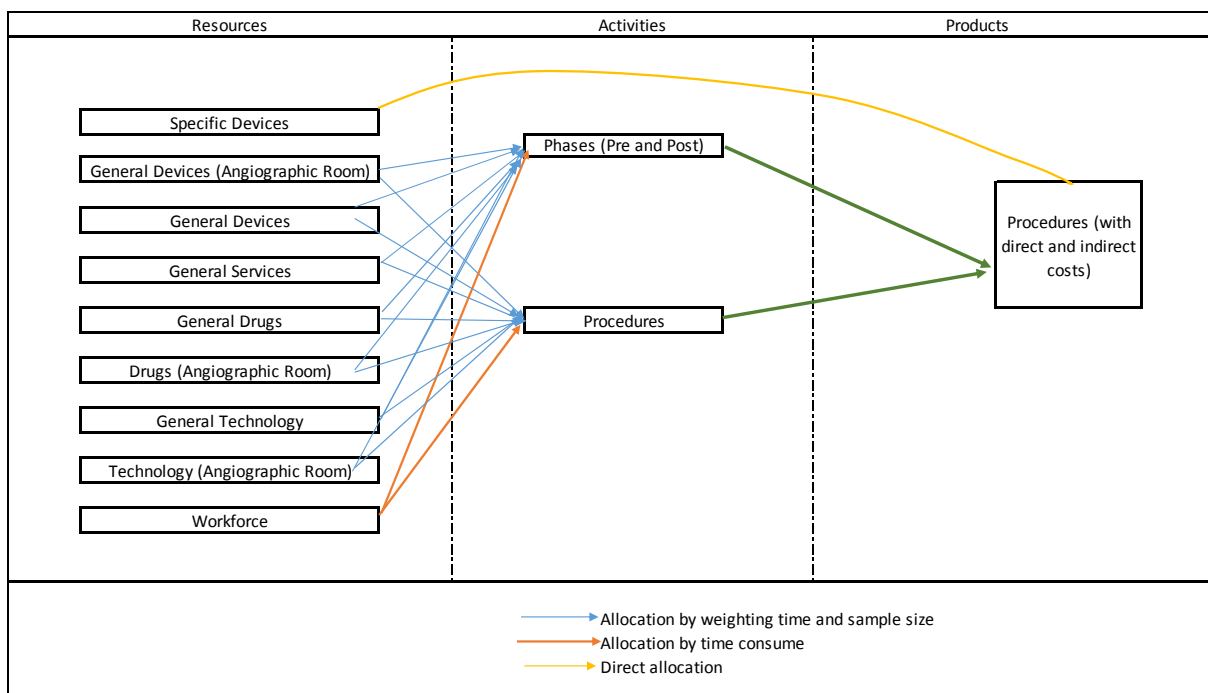 Resources
Activities
Products
Specific Devices
General Devices (Angiographic Room)
General Devices
General Services
General Drugs
Drugs (Angiographic Room)
General Technology
Technology (Angiographic Room)
Workforce
Phases (Pre and Post)
Procedures
Procedures (with
direct and indirect
costs)
Allocation by weighting time and sample size
Allocation by time consume
Direct allocation